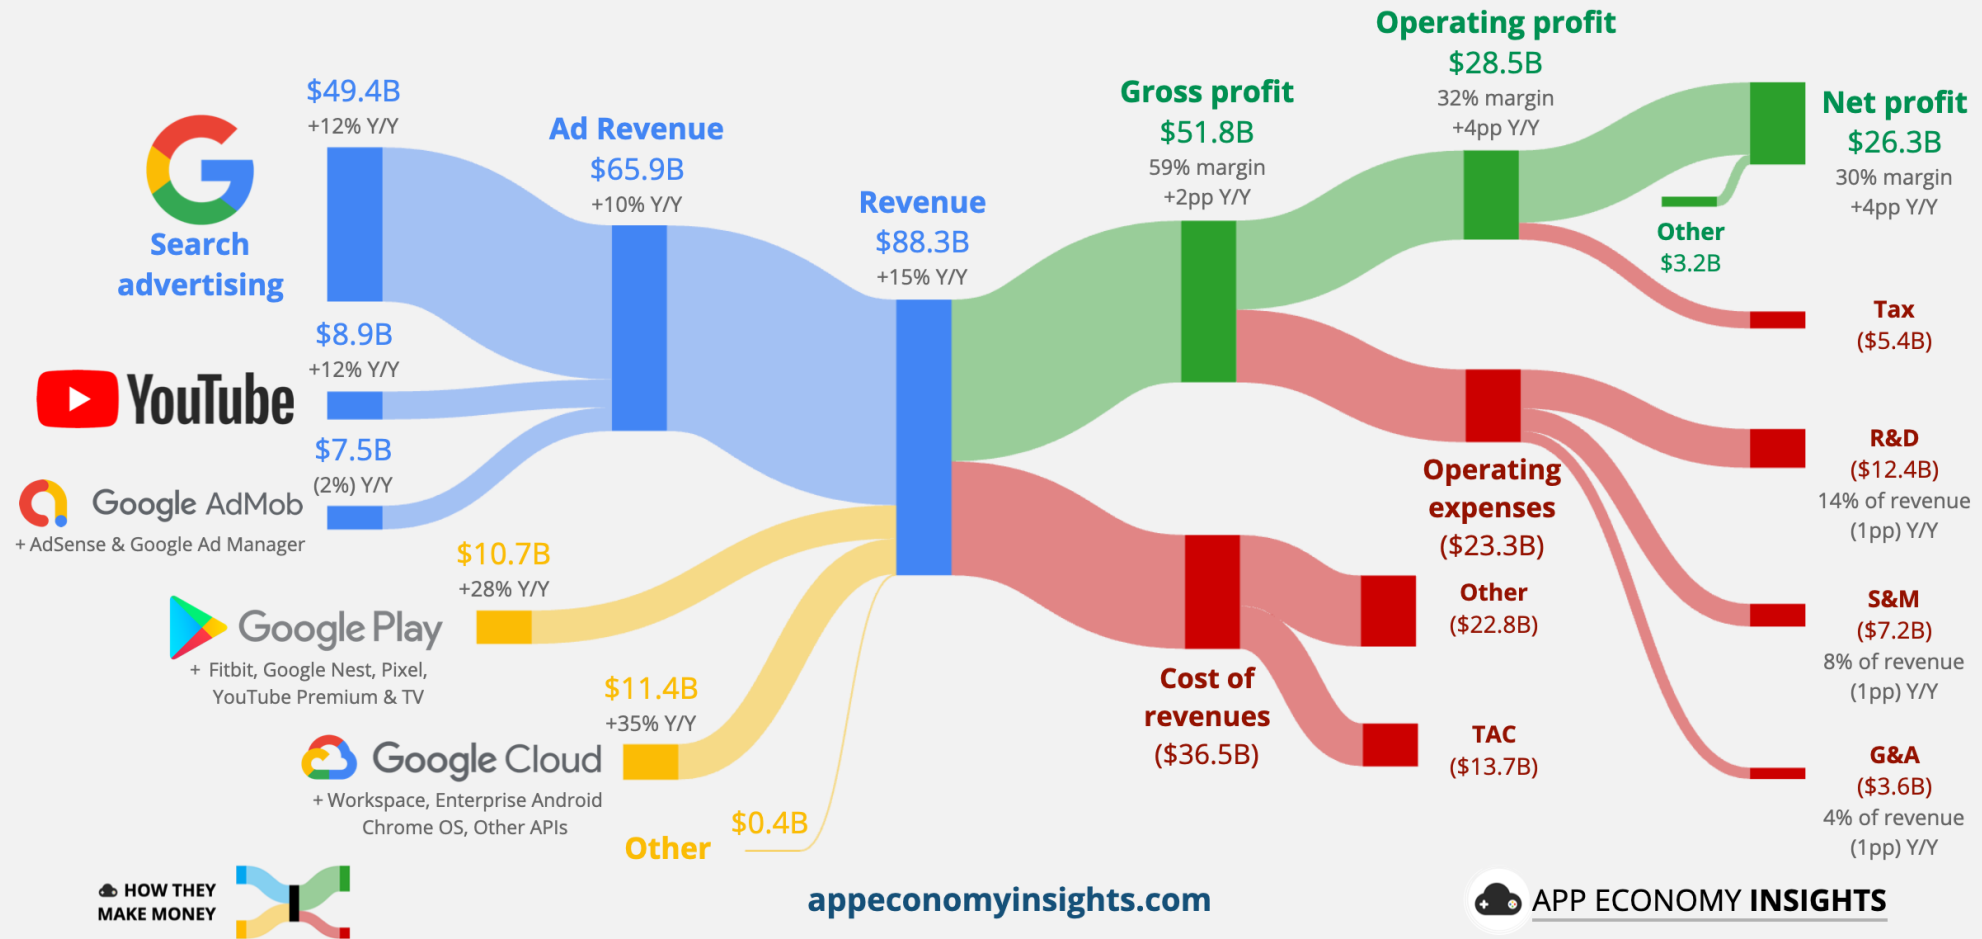 $49.4B
+12% Y/Y
Search
advertising
$8.9B
+12% Y/Y
YouTube
$7.5B
(2%) Y/Y
Google AdMob
+ AdSense & Google Ad Manager
Ad Revenue
$65.9B
+10% Y/Y
$10.7B
+28% Y/Y
Google Play
+ Fitbit, Google Nest, Pixel,
YouTube Premium & TV
$11.4B
+35% Y/Y
Google Cloud
+ Workspace, Enterprise Android
Chrome OS, Other APIs
$0.4B
Other
Revenue
$88.3B
+15% Y/Y
Gross profit
$51.8B
59% margin
+2pp Y/Y
Cost of
revenues
($36.5B)
Other
($22.8B)
TAC
($13.7B)
Operating profit
$28.5B
32% margin
+4pp Y/Y
Operating
expenses
($23.3B)
Net profit
$26.3B
30% margin
+4pp Y/Y
Other
$3.2B
Tax
($5.4B)
R&D
($12.4B)
14% of revenue
(1pp) Y/Y
S&M
($7.2B)
8% of revenue
(1pp) Y/Y
G&A
($3.6B)
4% of revenue
(1pp) Y/Y
HOW THEY
MAKE MONEY
appeconomyinsights.com
APP ECONOMY INSIGHTS